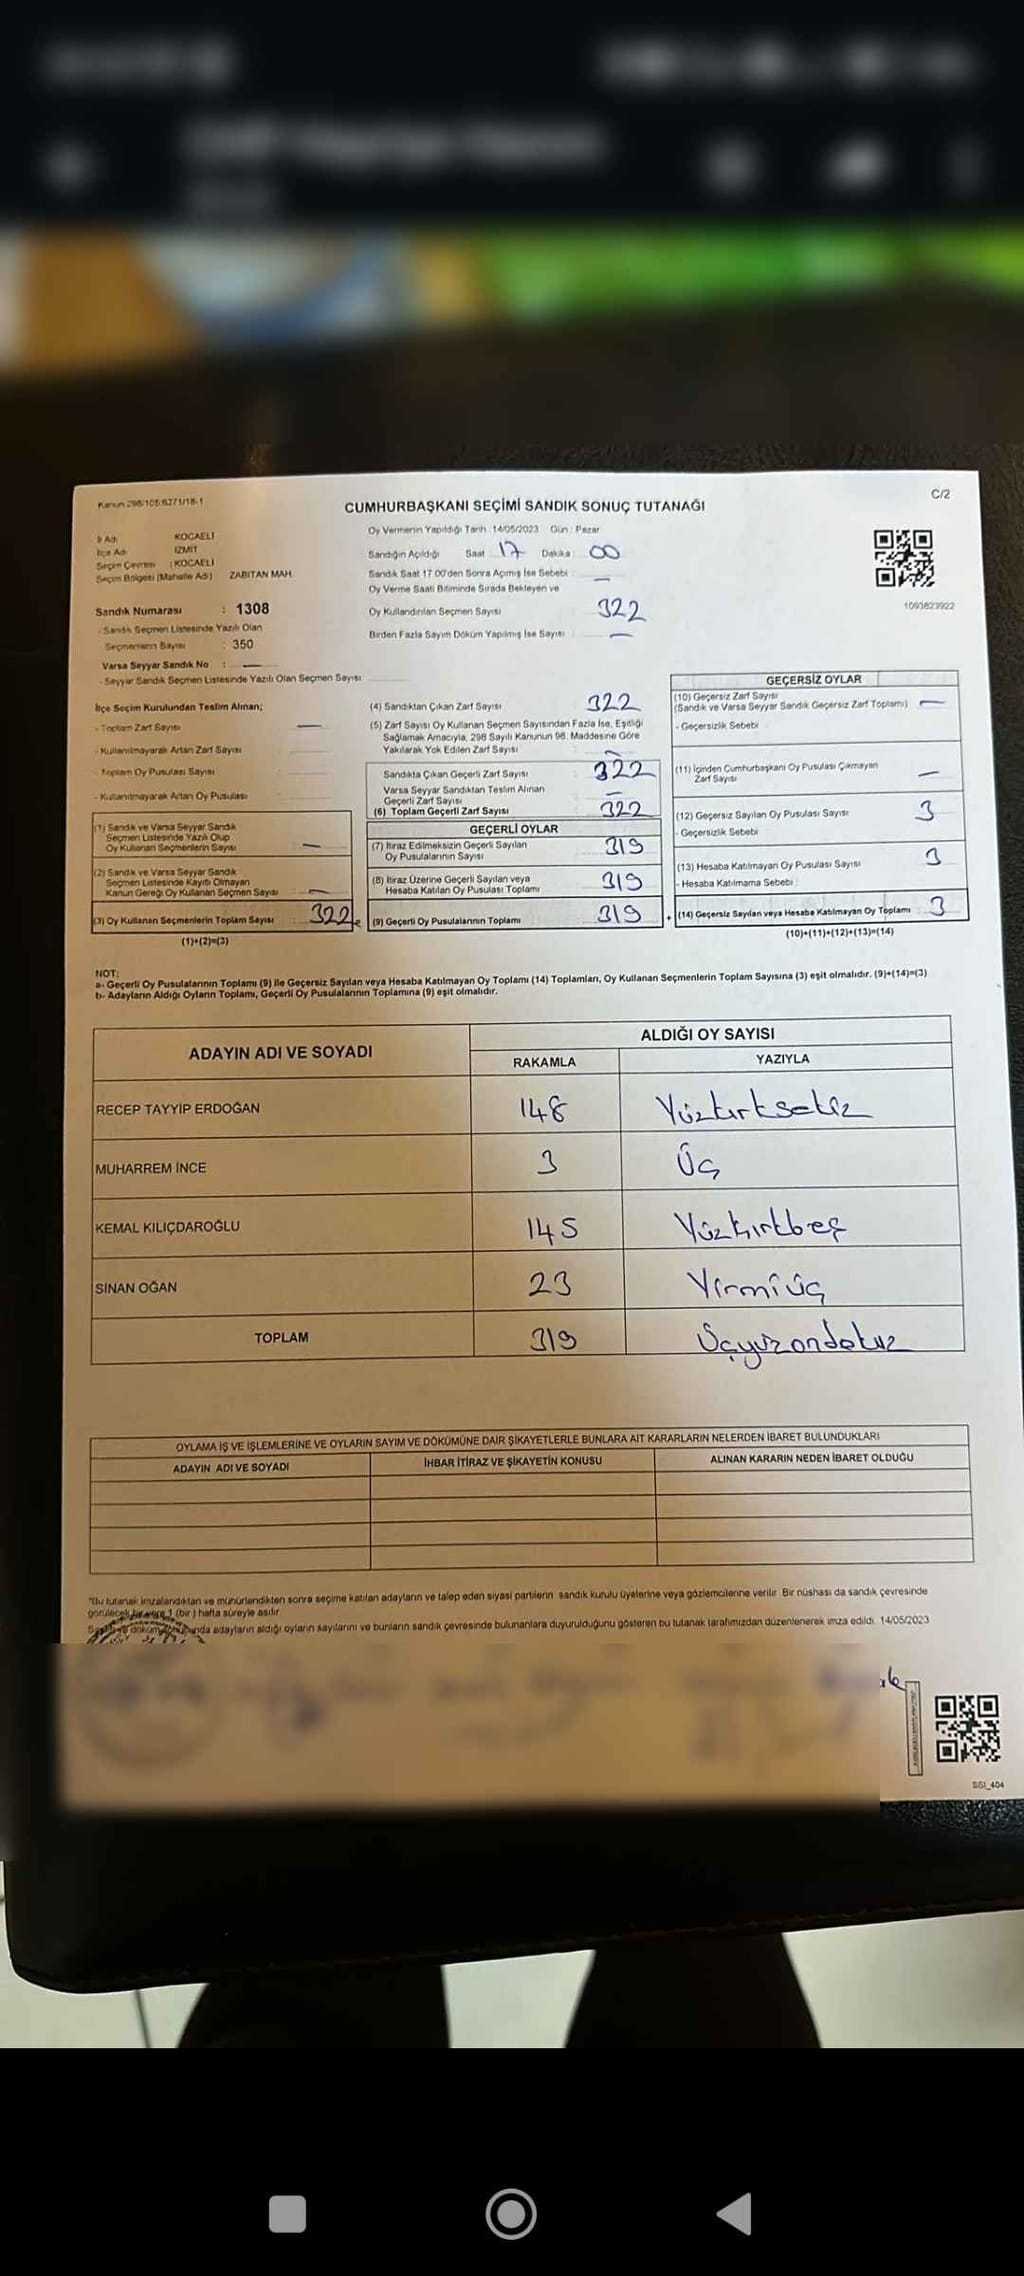 Kanun 298/105:6271/18-1
C/2
CUMHURBAŞKANI SEÇİMİ SANDIK SONUÇ TUTANAĞI
İl Adı KOCAELİ
İlçe Adı İZMİT
Seçim Çevresi : KOCAELİ
Seçim Bölgesi (Mahalle Adı) ZABITAN MAH.
Sandık Numarası : 1308
- Sandık Seçmen Listesinde Yazılı Olan
Seçmenlerin Sayısı : 350
Varsa Seyyar Sandık No : —
- Seyyar Sandık Seçmen Listesinde Yazılı Olan Seçmen Sayısı
Oy Vermenin Yapıldığı Tarih 14/05/2023 Gün : Pazar
Sandığın Açıldığı Saat 17 Dakika : 00
Sandık Saat 17.00'den Sonra Açılmış İse Sebebi : —
Oy Verme Saati Bitiminde Sırada Bekleyen ve
Oy Kullandırılan Seçmen Sayısı 322
Birden Fazla Sayım Döküm Yapılmış İse Sayısı : —
1093823922
İlçe Seçim Kurulundan Teslim Alınan;
- Toplam Zarf Sayısı —
- Kullanılmayarak Artan Zarf Sayısı
- Toplam Oy Pusulası Sayısı
- Kullanılmayarak Artan Oy Pusulası
(1) Sandık ve Varsa Seyyar Sandık
Seçmen Listesinde Yazılı Olup
Oy Kullanan Seçmenlerin Sayısı : —
(2) Sandık ve Varsa Seyyar Sandık
Seçmen Listesinde Kayıtlı Olmayan
Kanun Gereği Oy Kullanan Seçmen Sayısı : —
(3) Oy Kullanan Seçmenlerin Toplam Sayısı : 322
(1)+(2)=(3)
(4) Sandıktan Çıkan Zarf Sayısı 322
(5) Zarf Sayısı Oy Kullanan Seçmen Sayısından Fazla İse, Eşitliği
Sağlamak Amacıyla, 298 Sayılı Kanunun 98. Maddesine Göre
Yakılarak Yok Edilen Zarf Sayısı —
Sandıkta Çıkan Geçerli Zarf Sayısı 322
Varsa Seyyar Sandıktan Teslim Alınan
Geçerli Zarf Sayısı —
(6) Toplam Geçerli Zarf Sayısı 322
GEÇERLİ OYLAR
(7) İtiraz Edilmeksizin Geçerli Sayılan
Oy Pusulalarının Sayısı 319
(8) İtiraz Üzerine Geçerli Sayılan veya
Hesaba Katılan Oy Pusulası Toplamı 319
(9) Geçerli Oy Pusulalarının Toplamı 319
GEÇERSİZ OYLAR
(10) Geçersiz Zarf Sayısı
(Sandık ve Varsa Seyyar Sandık Geçersiz Zarf Toplamı) —
- Geçersizlik Sebebi
(11) İçinden Cumhurbaşkanı Oy Pusulası Çıkmayan
Zarf Sayısı —
(12) Geçersiz Sayılan Oy Pusulası Sayısı 3
- Geçersizlik Sebebi
(13) Hesaba Katılmayan Oy Pusulası Sayısı 3
- Hesaba Katılmama Sebebi
(14) Geçersiz Sayılan veya Hesaba Katılmayan Oy Toplamı 3
(10)+(11)+(12)+(13)=(14)
NOT:
a- Geçerli Oy Pusulalarının Toplamı (9) ile Geçersiz Sayılan veya Hesaba Katılmayan Oy Toplamı (14) Toplamları, Oy Kullanan Seçmenlerin Toplam Sayısına (3) eşit olmalıdır. (9)+(14)=(3)
b- Adayların Aldığı Oyların Toplamı, Geçerli Oy Pusulalarının Toplamına (9) eşit olmalıdır.
ADAYIN ADI VE SOYADI
ALDIĞI OY SAYISI
RAKAMLA YAZIYLA
RECEP TAYYİP ERDOĞAN 148 Yüzkırksekiz
MUHARREM İNCE 3 Üç
KEMAL KILIÇDAROĞLU 145 Yüzkırkbeş
SİNAN OĞAN 23 Yirmiüç
TOPLAM 319 Üçyüzondokuz
OYLAMA İŞ VE İŞLEMLERİNE VE OYLARIN SAYIM VE DÖKÜMÜNE DAİR ŞİKAYETLERLE BUNLARA AİT KARARLARIN NELERDEN İBARET BULUNDUKLARI
ADAYIN ADI VE SOYADI İHBAR İTİRAZ VE ŞİKAYETİN KONUSU ALINAN KARARIN NEDEN İBARET OLDUĞU
*Bu tutanak imzalandıktan ve mühürlendikten sonra seçime katılan adayların ve talep eden siyasi partilerin sandık kurulu üyelerine veya gözlemcilerine verilir. Bir nüshası da sandık çevresinde
görülecek bir yere 1 (bir) hafta süreyle asılır.
adayların aldığı oyların sayılarını ve bunların sandık çevresinde bulunanlara duyurulduğunu gösteren bu tutanak tarafımızdan düzenlenerek imza edildi. 14/05/2023
SGI_404